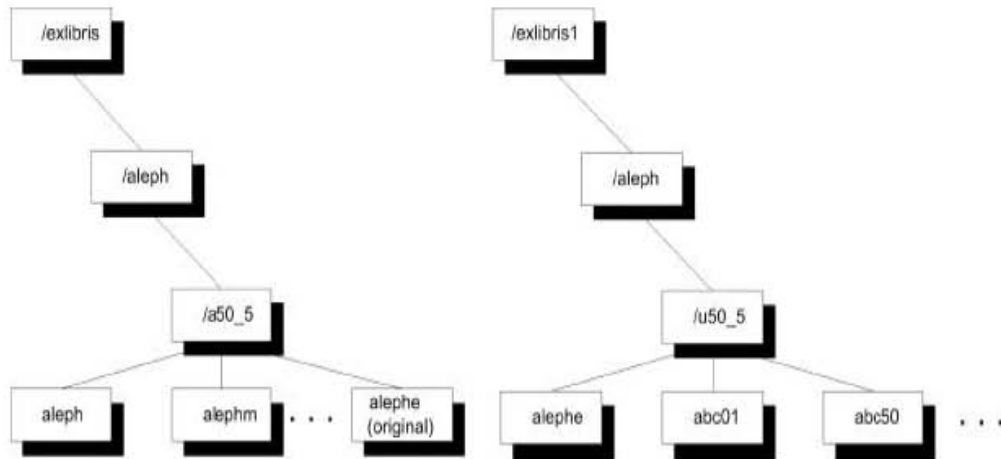 /exlibris
/exlibris1
/aleph
/aleph
/a50_5
/u50_5
aleph
alephm
. . .
alephe
(original)
alephe
abc01
abc50
. . .